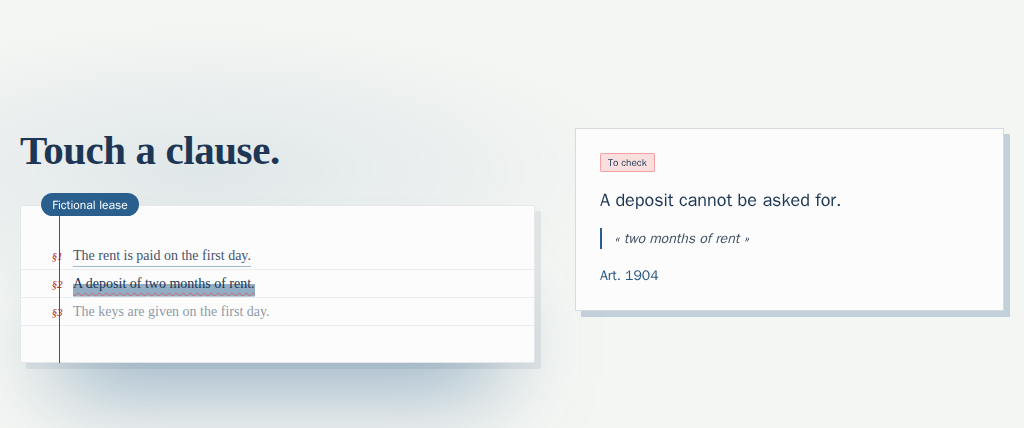 Touch a clause.
Fictional lease
§1 The rent is paid on the first day.
§2 A deposit of two months of rent.
§3 The keys are given on the first day.
To check
A deposit cannot be asked for.
« two months of rent »
Art. 1904